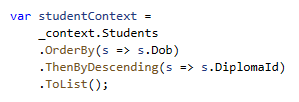 var studentContext =
_context.Students
.OrderBy(s => s.Dob)
.ThenByDescending(s => s.DiplomaId)
.ToList();